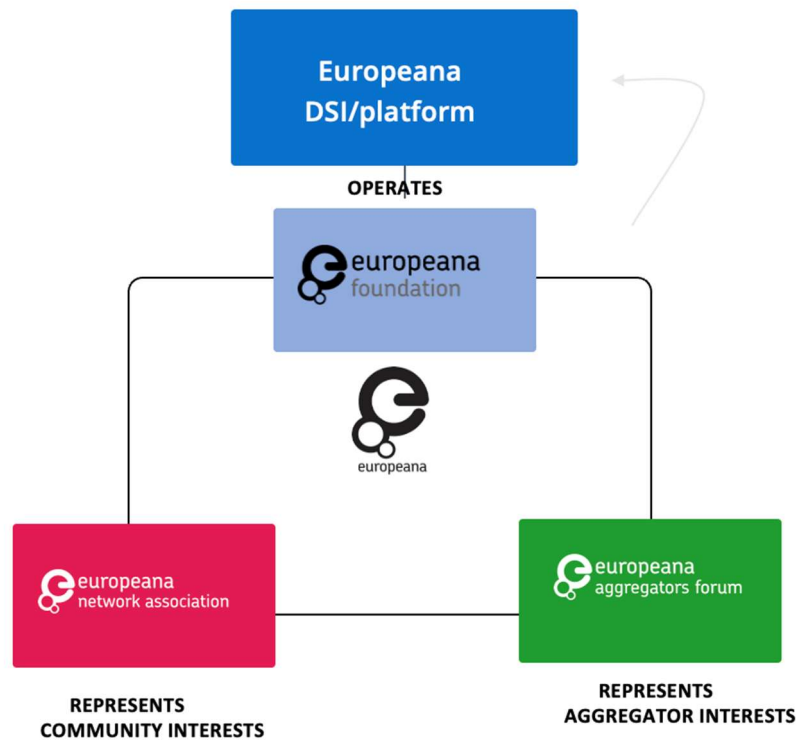 Europeana
DSI/platform
OPERATES
europeana
foundation
europeana
europeana
network association
europeana
aggregators forum
REPRESENTS
COMMUNITY INTERESTS
REPRESENTS
AGGREGATOR INTERESTS